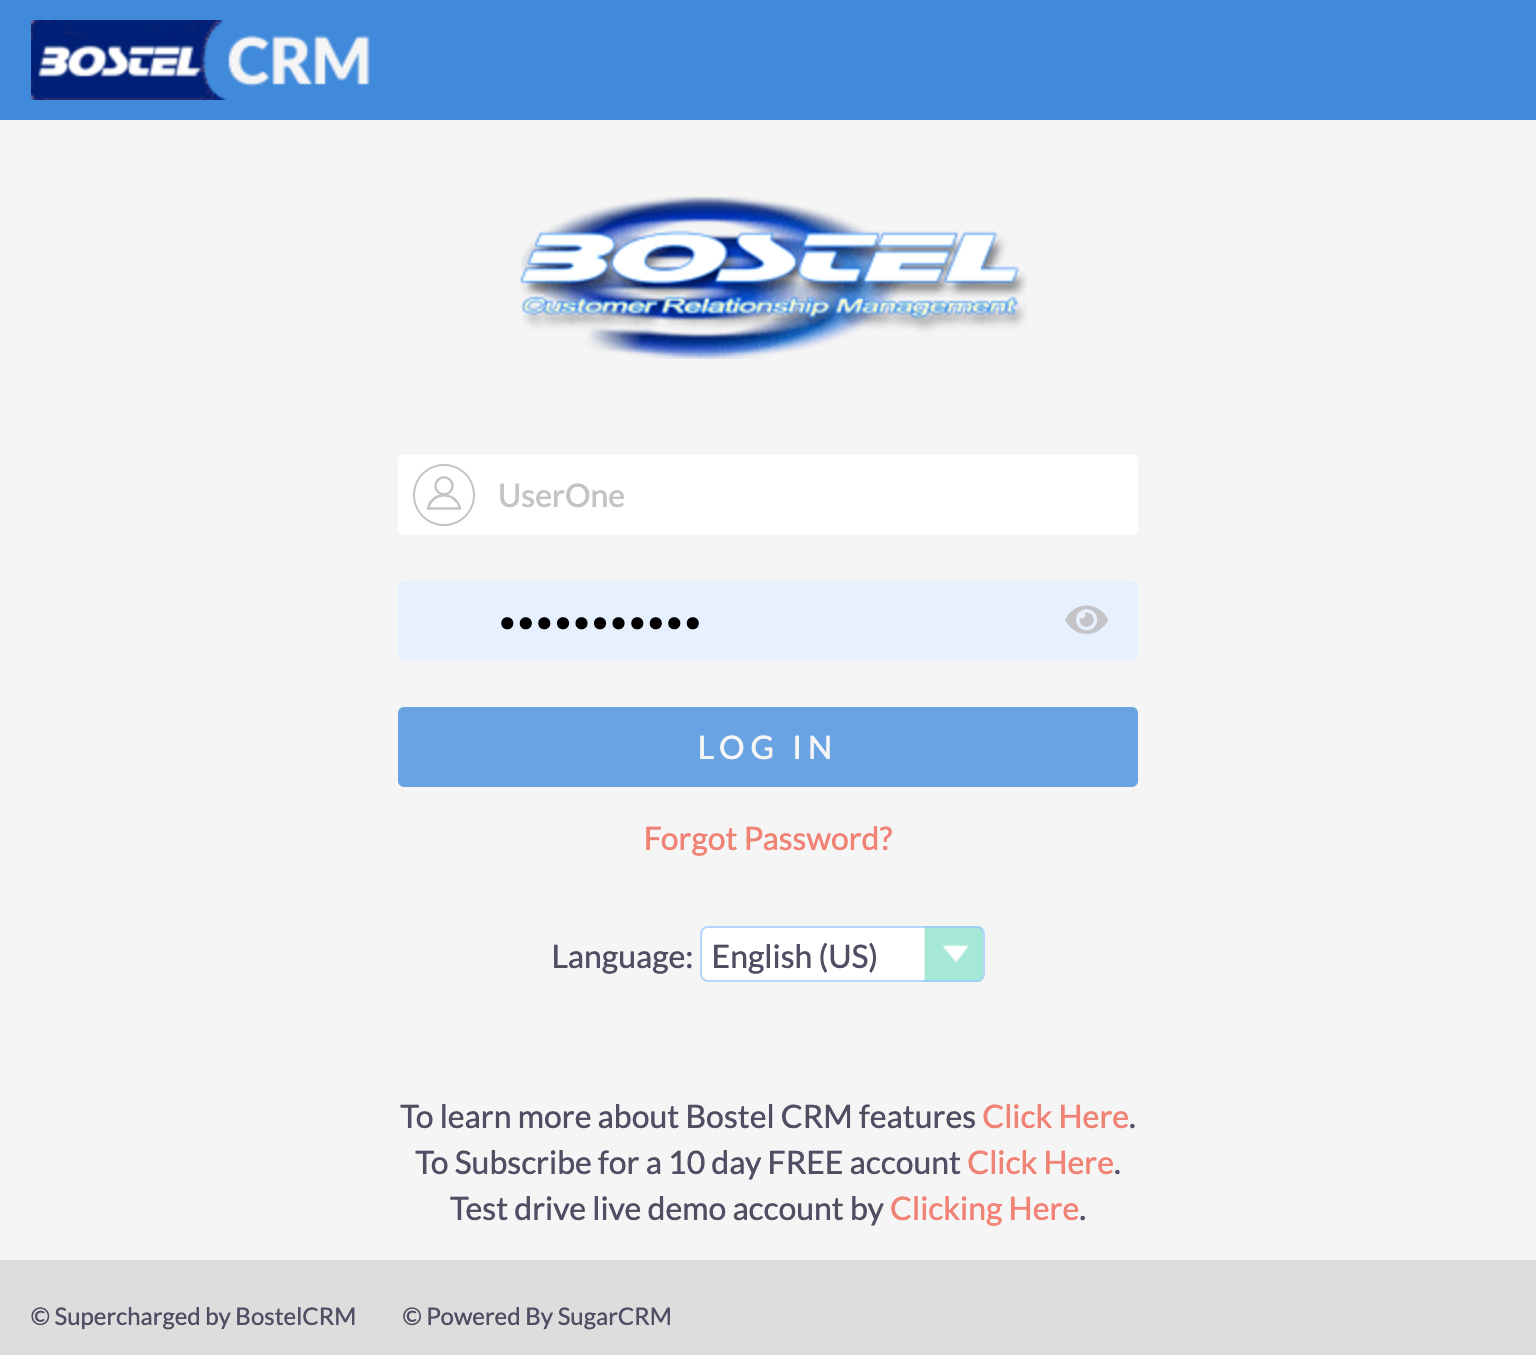 BOSTEL CRM
BOSTEL
Customer Relationship Management
UserOne
•••••••••••
LOG IN
Forgot Password?
Language: English (US)
To learn more about Bostel CRM features Click Here.
To Subscribe for a 10 day FREE account Click Here.
Test drive live demo account by Clicking Here.
© Supercharged by BostelCRM © Powered By SugarCRM